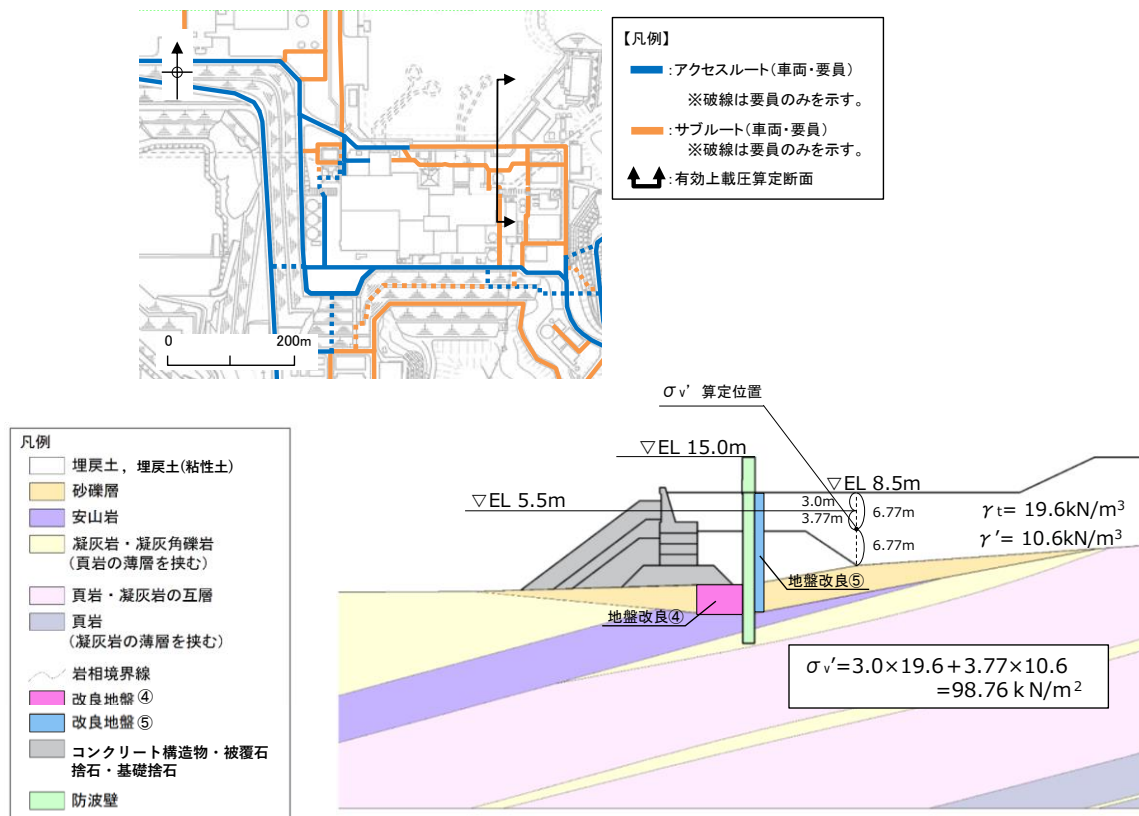 【凡例】
:アクセスルート(車両・要員)
※破線は要員のみを示す。
:サブルート(車両・要員)
※破線は要員のみを示す。
:有効上載圧算定断面
0 200m
σv’ 算定位置
▽EL 15.0m
▽EL 8.5m
▽EL 5.5m
3.0m
3.77m
6.77m
6.77m
γt= 19.6kN/m³
γ’= 10.6kN/m³
地盤改良⑤
地盤改良④
σv’=3.0×19.6+3.77×10.6
=98.76kN/m²
凡例
埋戻土,埋戻土(粘性土)
砂礫層
安山岩
凝灰岩・凝灰角礫岩
(頁岩の薄層を挟む)
頁岩・凝灰岩の互層
頁岩
(凝灰岩の薄層を挟む)
岩相境界線
改良地盤④
改良地盤⑤
コンクリート構造物・被覆石
捨石・基礎捨石
防波壁